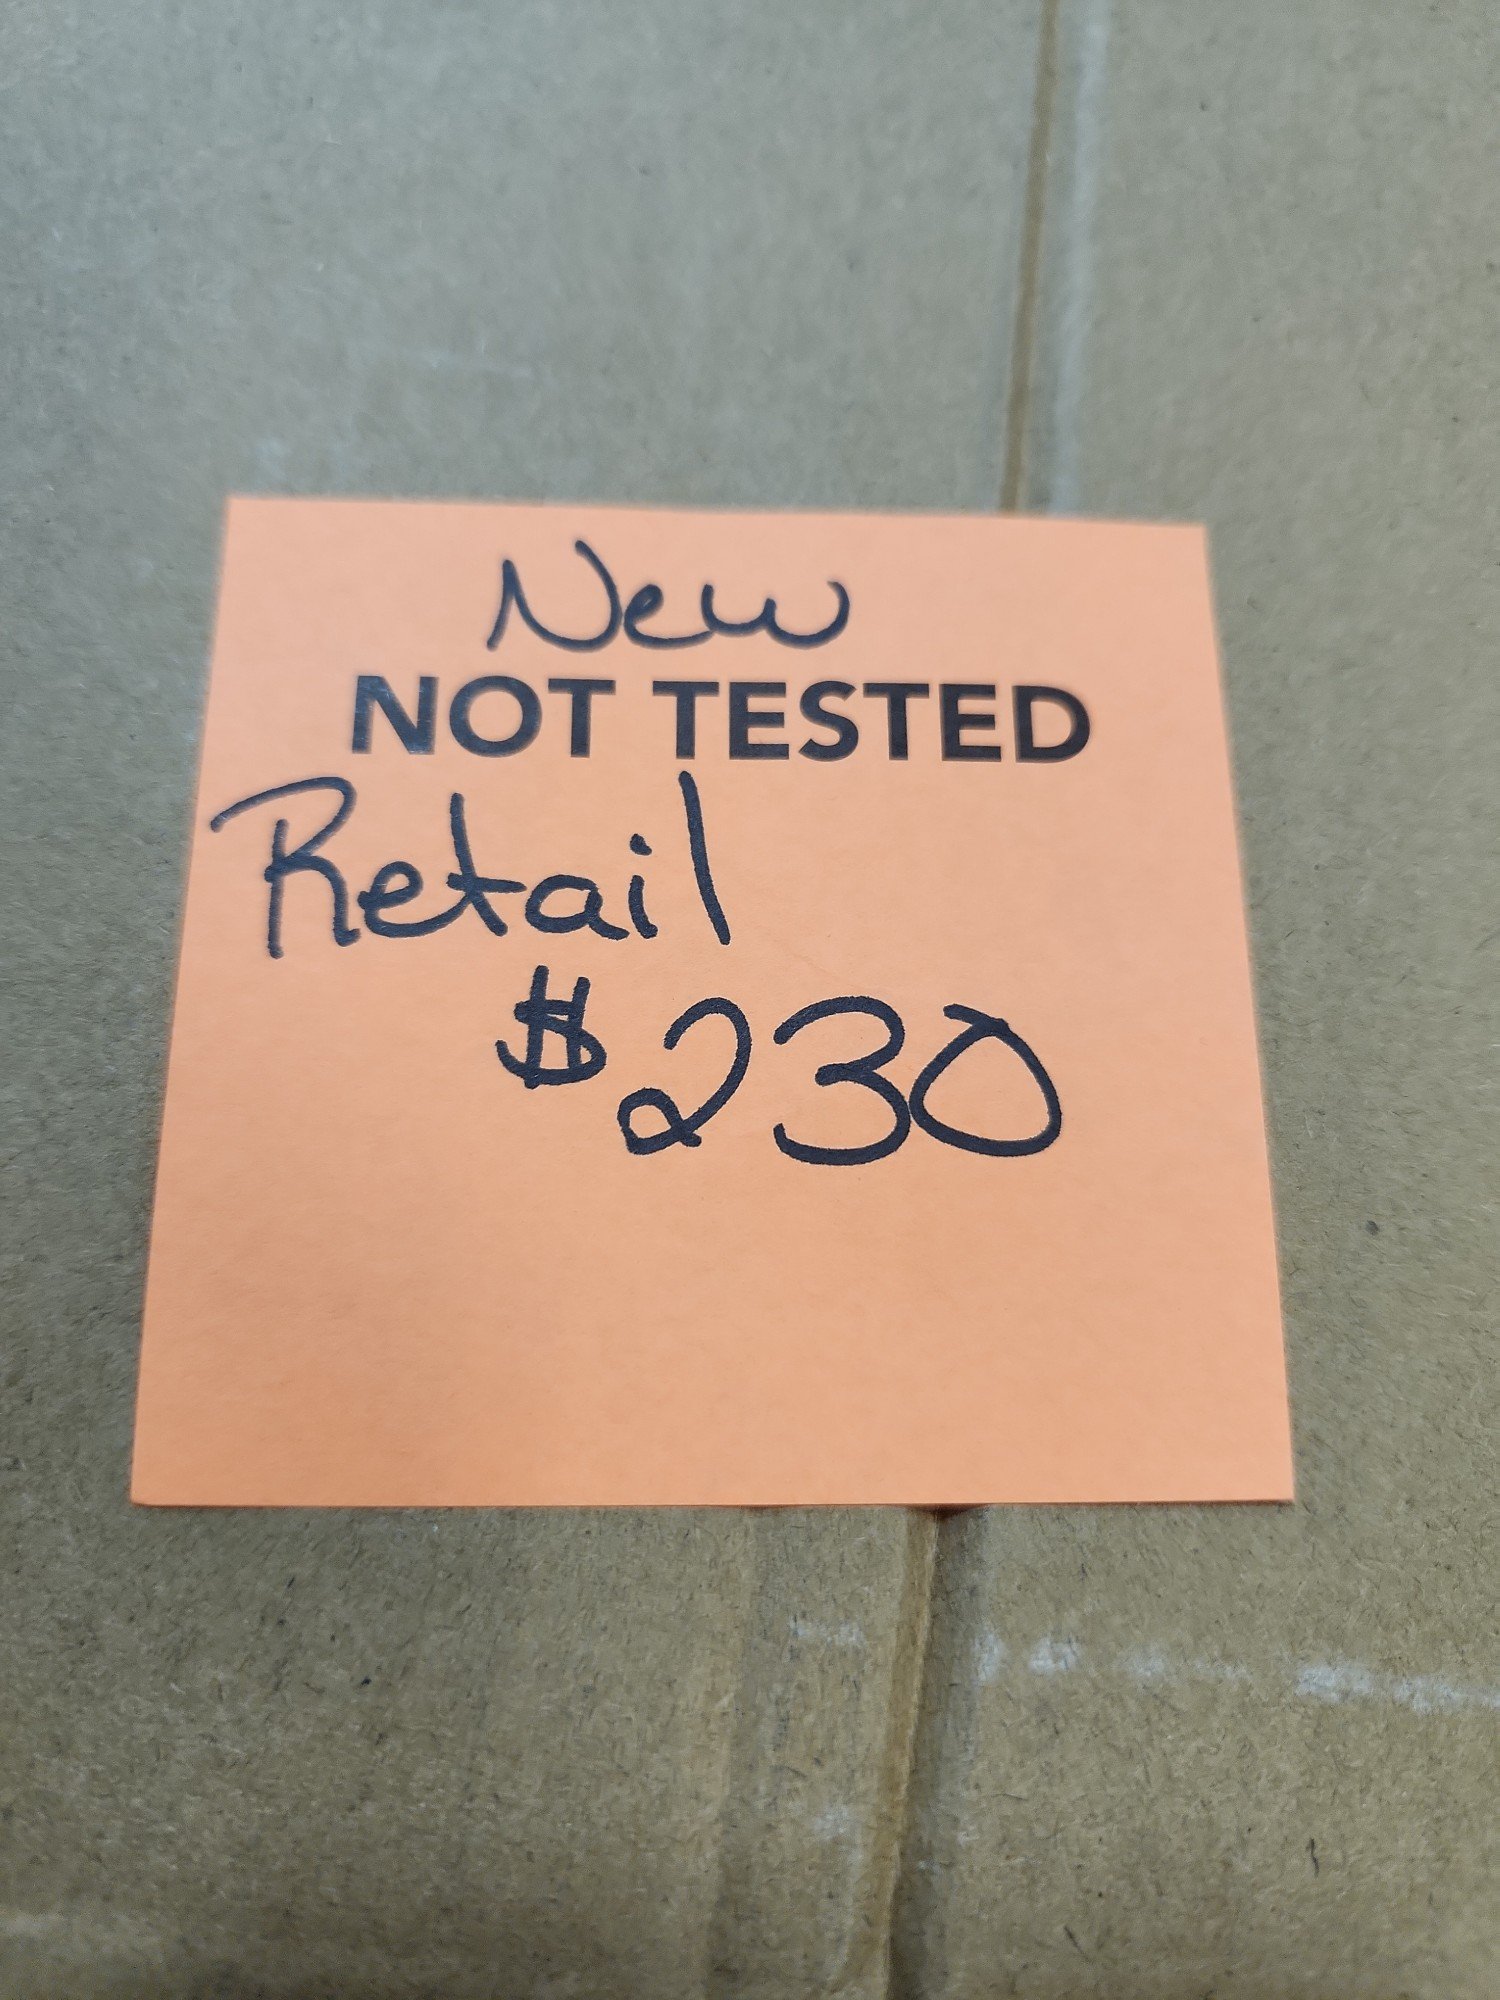 New
NOT TESTED
Retail
$230